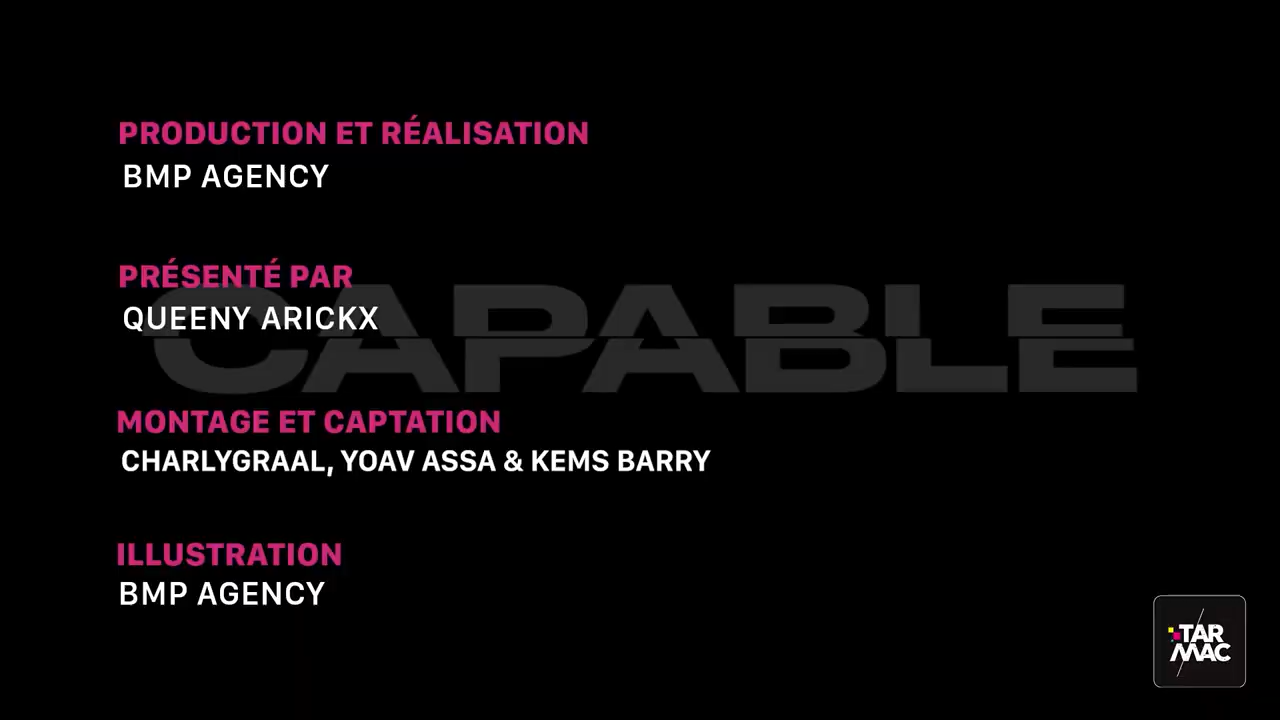 PRODUCTION ET RÉALISATION
BMP AGENCY
PRÉSENTÉ PAR
QUEENY ARICKX
CAPABLE
MONTAGE ET CAPTATION
CHARLYGRAAL, YOAV ASSA & KEMS BARRY
ILLUSTRATION
BMP AGENCY
TAR
MAC